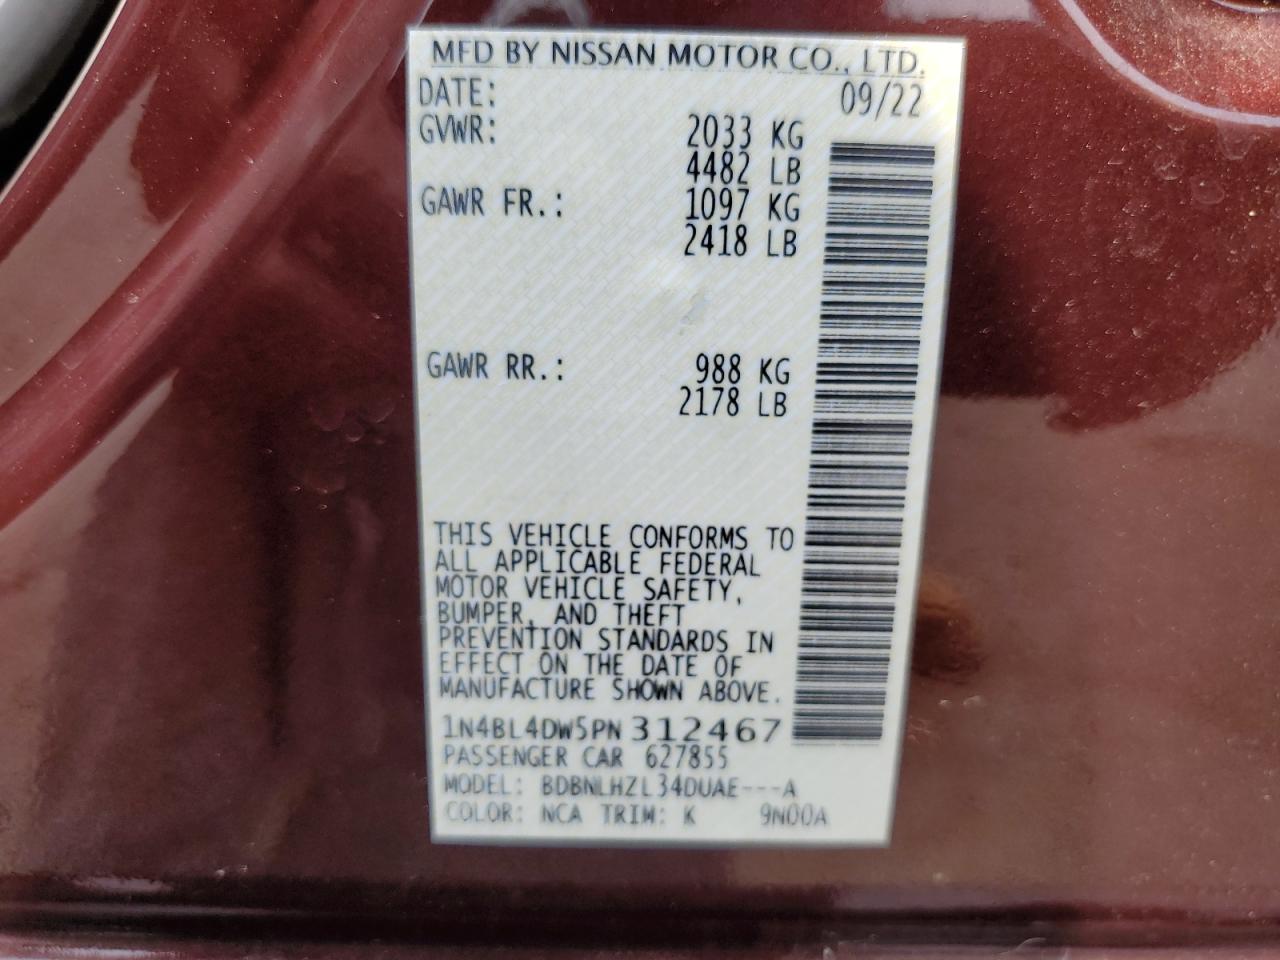 MFD BY NISSAN MOTOR CO., LTD.
DATE: 09/22
GVWR: 2033 KG
4482 LB
GAWR FR.: 1097 KG
2418 LB
GAWR RR.: 988 KG
2178 LB
THIS VEHICLE CONFORMS TO
ALL APPLICABLE FEDERAL
MOTOR VEHICLE SAFETY,
BUMPER, AND THEFT
PREVENTION STANDARDS IN
EFFECT ON THE DATE OF
MANUFACTURE SHOWN ABOVE.
1N4BL4DW5PN312467
PASSENGER CAR 627855
MODEL: BDBNLHZL34DUAE---A
COLOR: NCA TRIM: K 9N00A